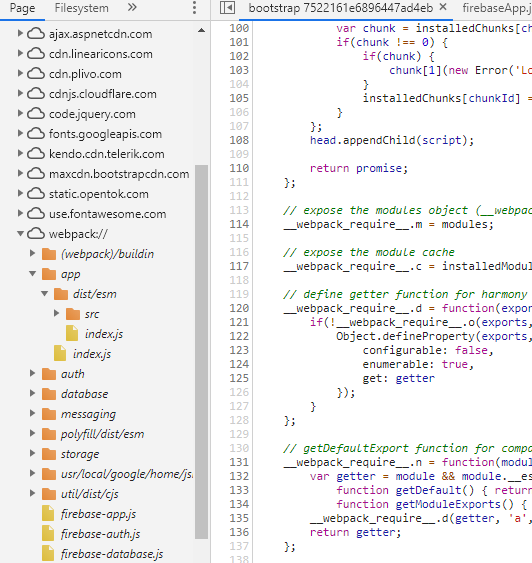 Page
Filesystem
»
bootstrap 7522161e6896447ad4eb
×
firebaseApp.js
ajax.aspnetcdn.com
cdn.linearicons.com
cdn.plivo.com
cdnjs.cloudflare.com
code.jquery.com
fonts.googleapis.com
kendo.cdn.telerik.com
maxcdn.bootstrapcdn.com
static.opentok.com
use.fontawesome.com
webpack://
(webpack)/buildin
app
dist/esm
src
index.js
index.js
auth
database
messaging
polyfill/dist/esm
storage
usr/local/google/home/js
util/dist/cjs
firebase-app.js
firebase-auth.js
firebase-database.js
100 var chunk = installedChunks[ch
101 if(chunk !== 0) {
102 if(chunk) {
103 chunk[1](new Error('Lo
104 }
105 installedChunks[chunkId] =
106 }
107 };
108 head.appendChild(script);
109
110 return promise;
111 };
112
113 // expose the modules object (__webpac
114 __webpack_require__.m = modules;
115
116 // expose the module cache
117 __webpack_require__.c = installedModul
118
119 // define getter function for harmony
120 __webpack_require__.d = function(expor
121 if(!__webpack_require__.o(exports,
122 Object.defineProperty(exports,
123 configurable: false,
124 enumerable: true,
125 get: getter
126 });
127 }
128 };
129
130 // getDefaultExport function for compa
131 __webpack_require__.n = function(modul
132 var getter = module && module.__es
133 function getDefault() { return
134 function getModuleExports() {
135 __webpack_require__.d(getter, 'a',
136 return getter;
137 };
138